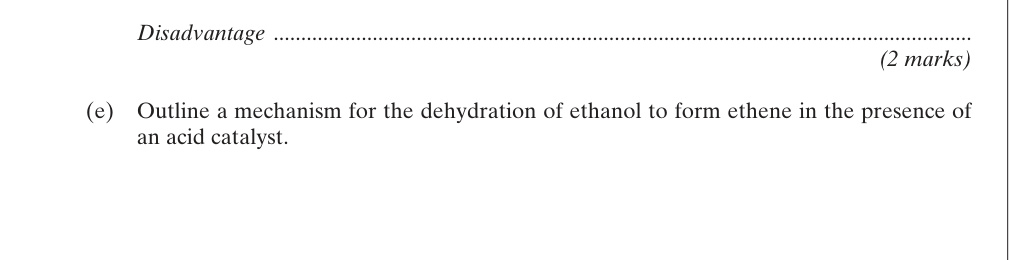 Disadvantage ...............................................................................................................................
(2 marks)
(e) Outline a mechanism for the dehydration of ethanol to form ethene in the presence of
an acid catalyst.